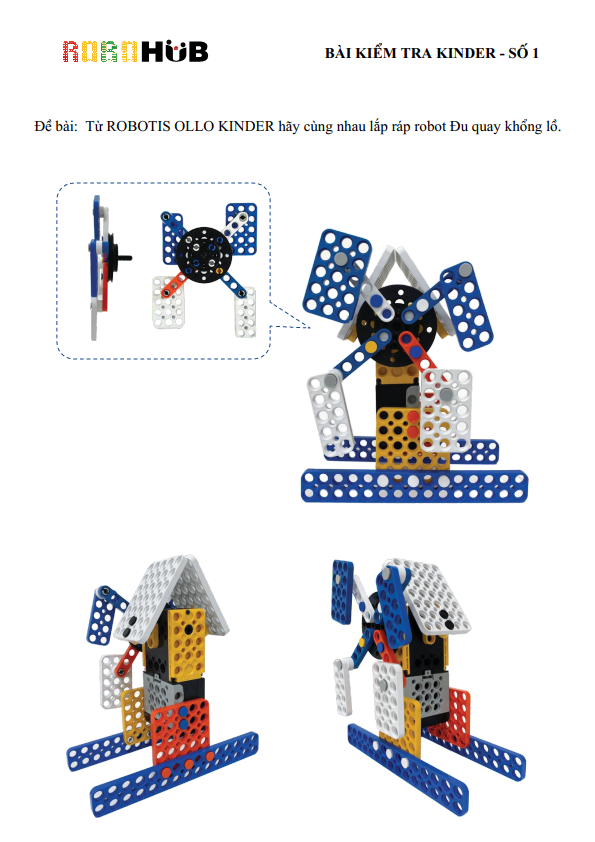 ROBOHUB
BÀI KIỂM TRA KINDER - SỐ 1
Đề bài: Từ ROBOTIS OLLO KINDER hãy cùng nhau lắp ráp robot Đu quay khổng lồ.